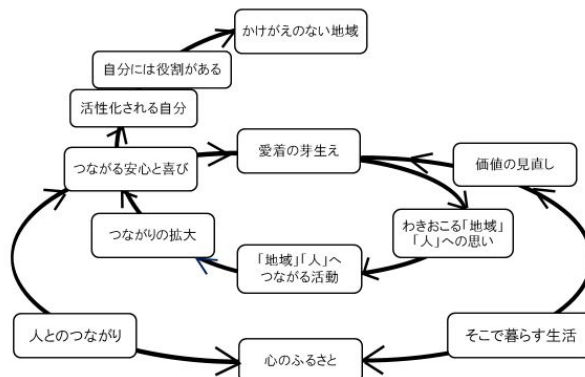 かけがえのない地域
自分には役割がある
活性化される自分
愛着の芽生え
つながる安心と喜び
価値の見直し
わきおこる「地域」
「人」への思い
つながりの拡大
「地域」「人」へ
つながる活動
人とのつながり
そこで暮らす生活
心のふるさと